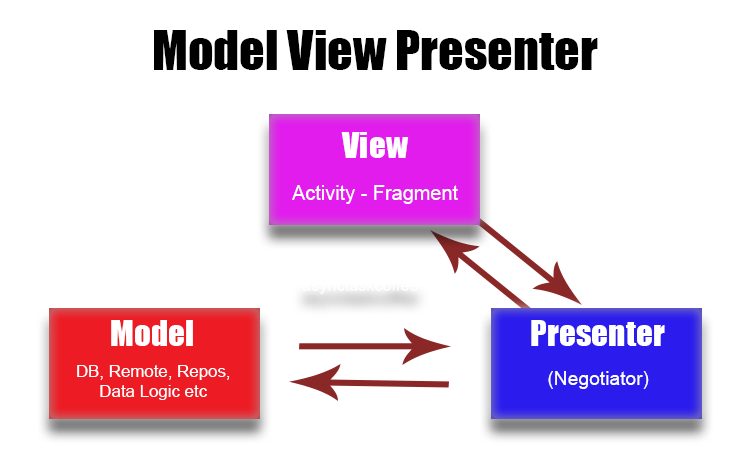 Model View Presenter
View
Activity - Fragment
Model
DB, Remote, Repos,
Data Logic etc
Presenter
(Negotiator)